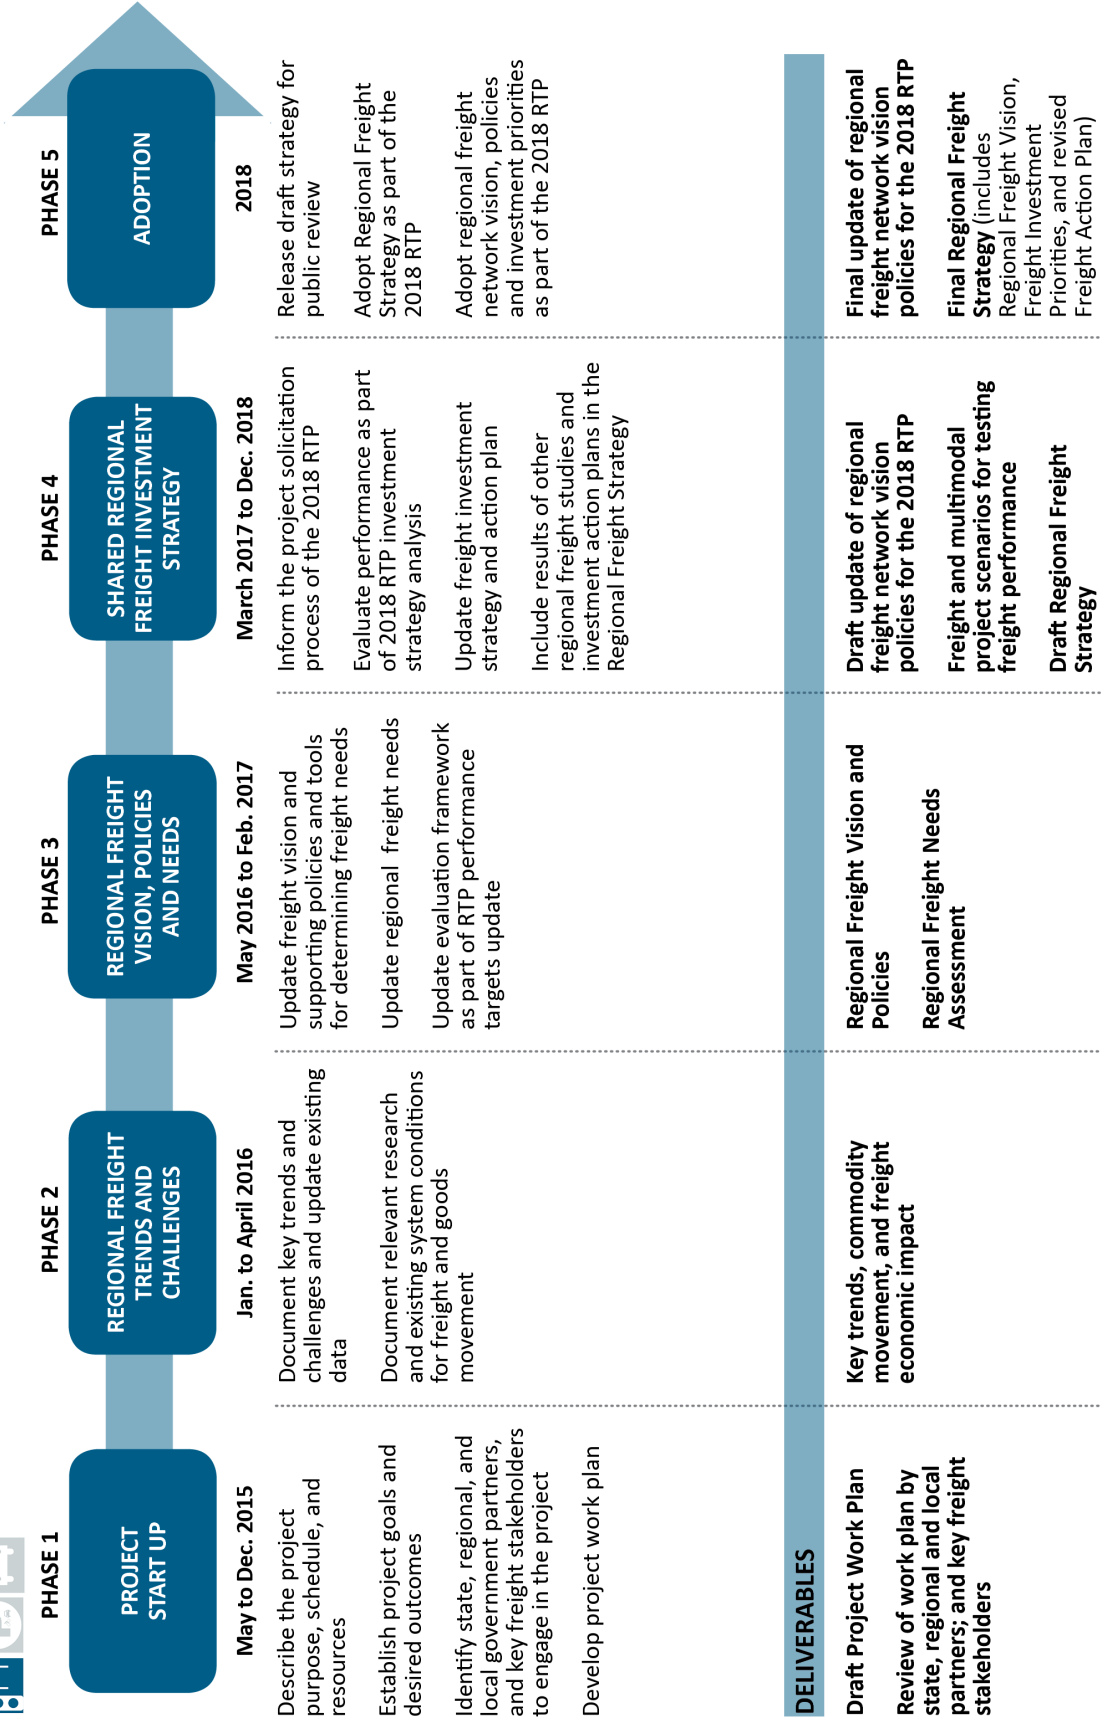 PHASE 1
PROJECT
START UP
May to Dec. 2015
Describe the project
purpose, schedule, and
resources
Establish project goals and
desired outcomes
Identify state, regional, and
local government partners,
and key freight stakeholders
to engage in the project
Develop project work plan
PHASE 2
REGIONAL FREIGHT
TRENDS AND
CHALLENGES
Jan. to April 2016
Document key trends and
challenges and update existing
data
Document relevant research
and existing system conditions
for freight and goods
movement
PHASE 3
REGIONAL FREIGHT
VISION, POLICIES
AND NEEDS
May 2016 to Feb. 2017
Update freight vision and
supporting policies and tools
for determining freight needs
Update regional freight needs
Update evaluation framework
as part of RTP performance
targets update
PHASE 4
SHARED REGIONAL
FREIGHT INVESTMENT
STRATEGY
March 2017 to Dec. 2018
Inform the project solicitation
process of the 2018 RTP
Evaluate performance as part
of 2018 RTP investment
strategy analysis
Update freight investment
strategy and action plan
Include results of other
regional freight studies and
investment action plans in the
Regional Freight Strategy
PHASE 5
ADOPTION
2018
Release draft strategy for
public review
Adopt Regional Freight
Strategy as part of the
2018 RTP
Adopt regional freight
network vision, policies
and investment priorities
as part of the 2018 RTP
DELIVERABLES
Draft Project Work Plan
Review of work plan by
state, regional and local
partners; and key freight
stakeholders
Key trends, commodity
movement, and freight
economic impact
Regional Freight Vision and
Policies
Regional Freight Needs
Assessment
Draft update of regional
freight network vision
policies for the 2018 RTP
Freight and multimodal
project scenarios for testing
freight performance
Draft Regional Freight
Strategy
Final update of regional
freight network vision
policies for the 2018 RTP
Final Regional Freight
Strategy (includes
Regional Freight Vision,
Freight Investment
Priorities, and revised
Freight Action Plan)